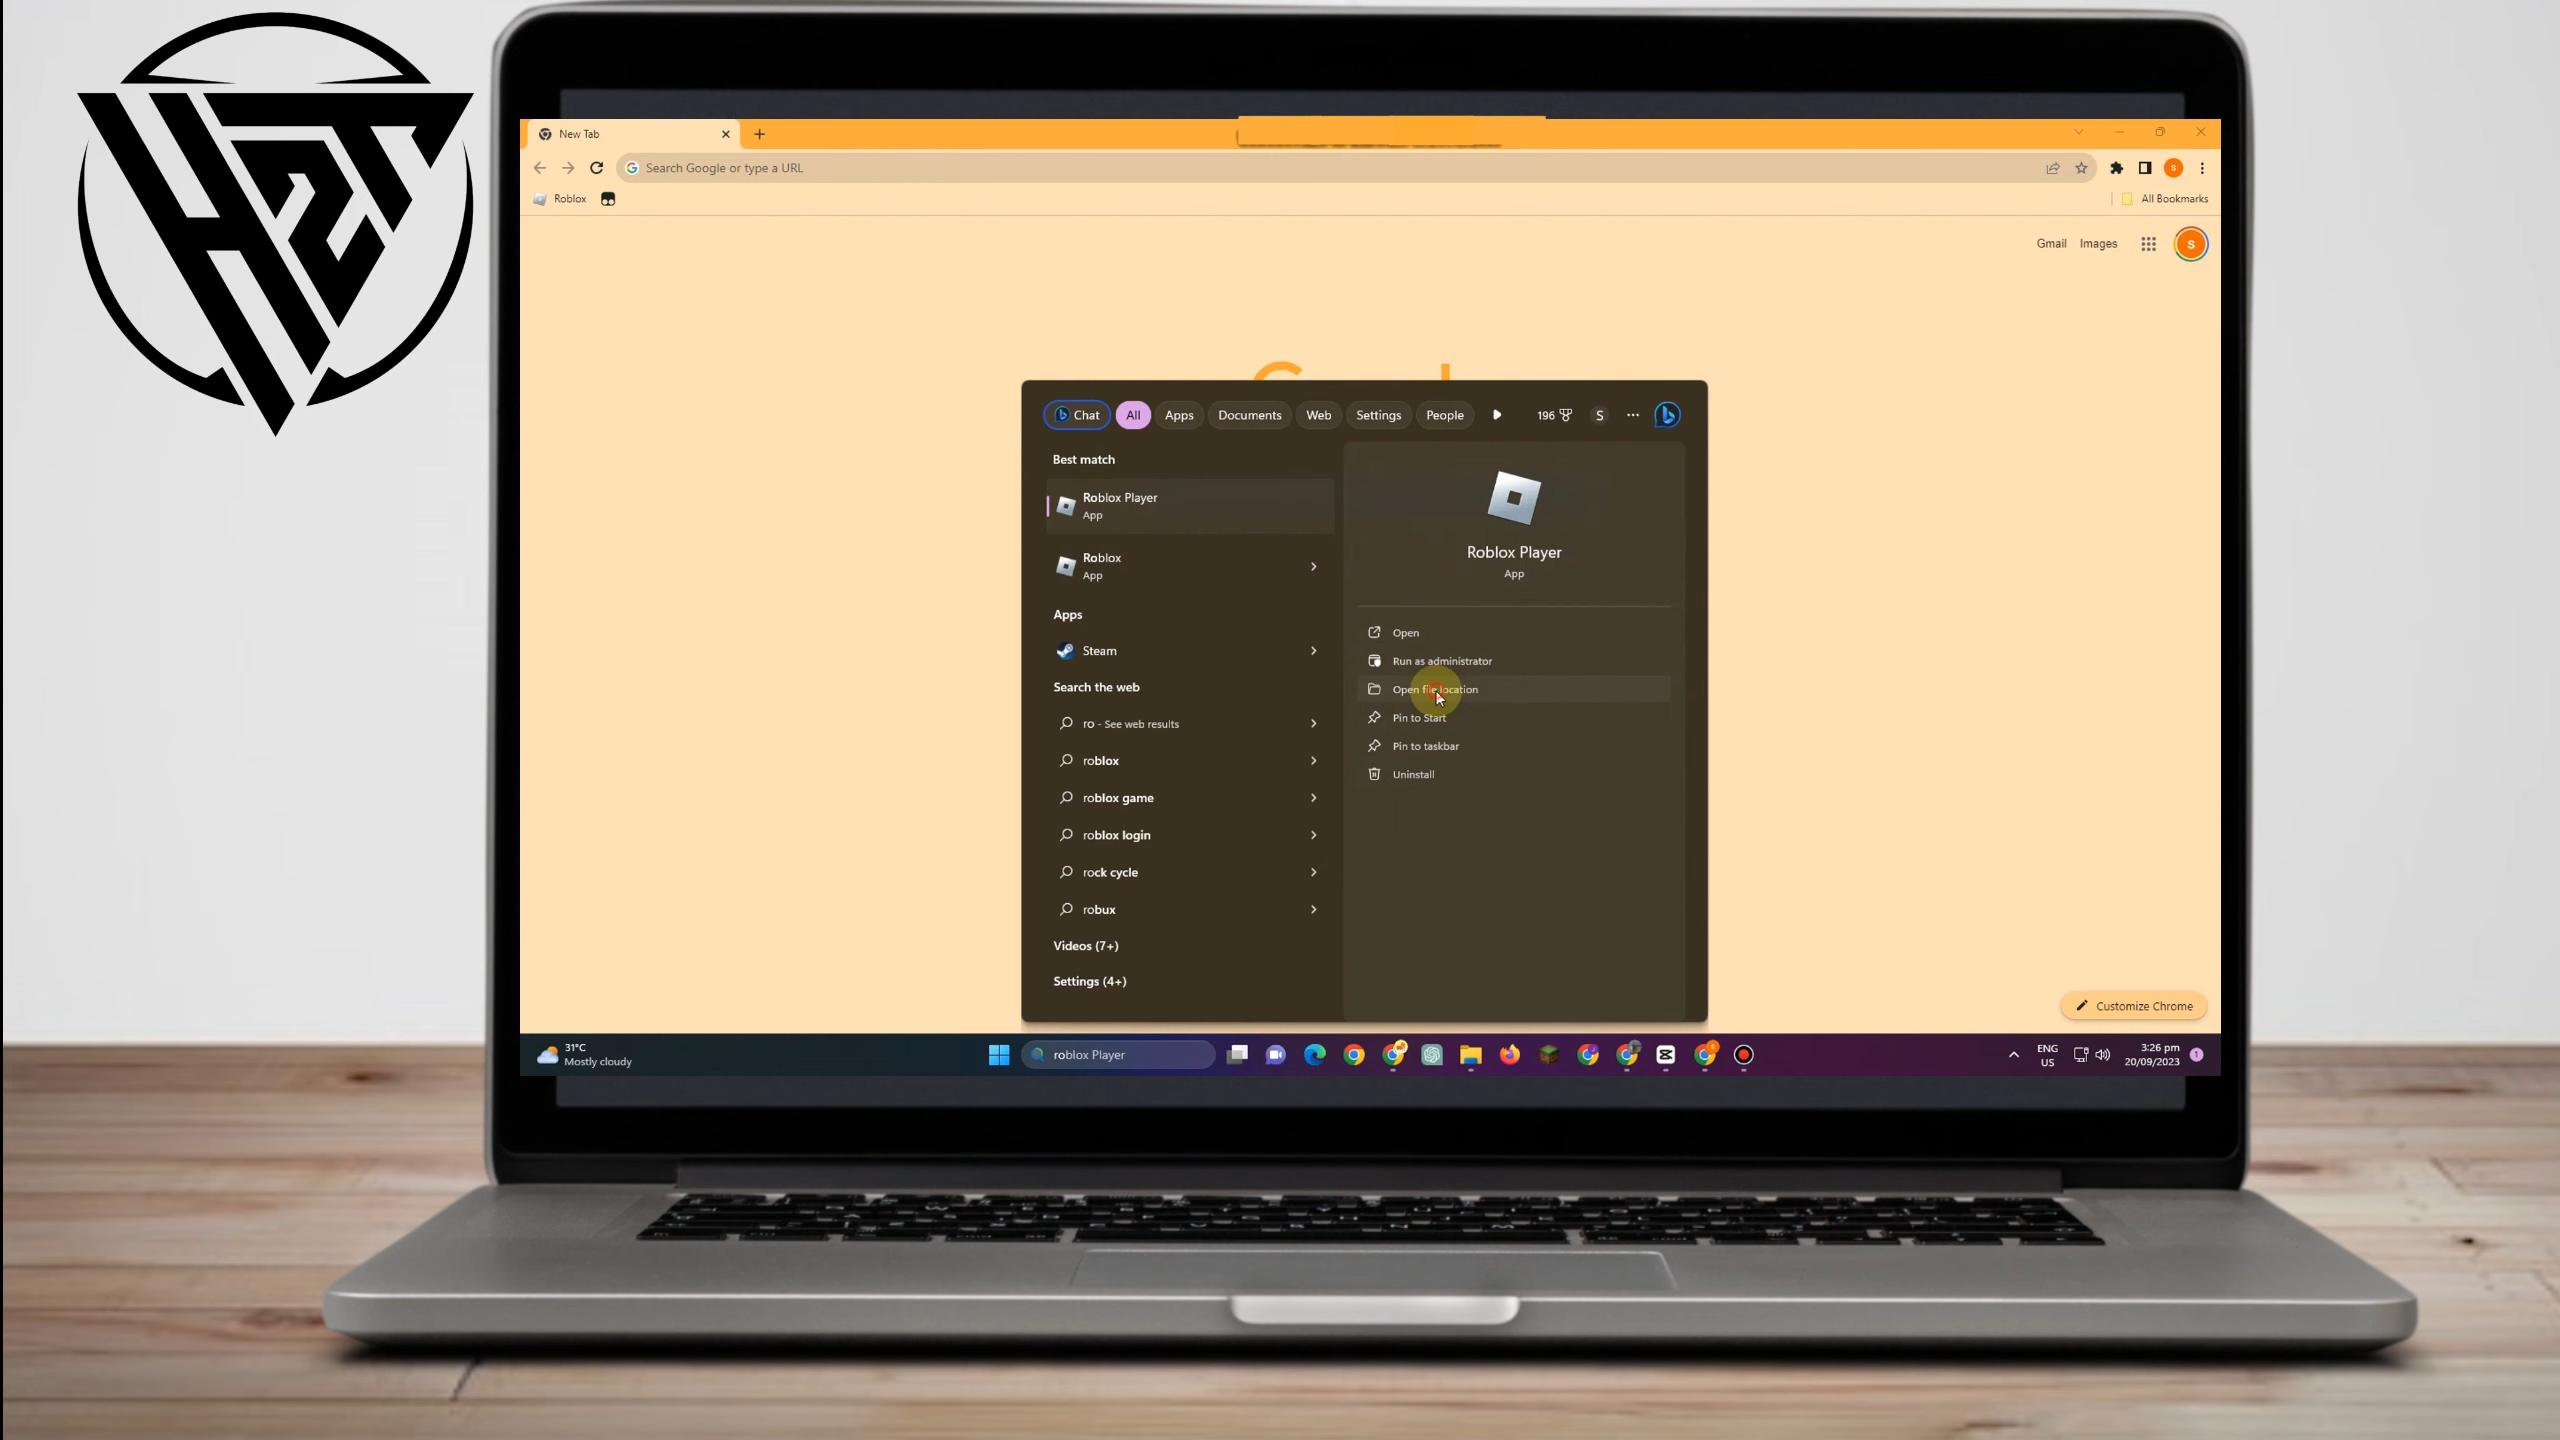 H2T
New Tab
Search Google or type a URL
Roblox
All Bookmarks
Gmail Images
S
Chat All Apps Documents Web Settings People 196 S
Best match
Roblox Player
App
Roblox
App
Apps
Steam
Search the web
ro - See web results
roblox
roblox game
roblox login
rock cycle
robux
Videos (7+)
Settings (4+)
Roblox Player
App
Open
Run as administrator
Open file location
Pin to Start
Pin to taskbar
Uninstall
Customize Chrome
31°C
Mostly cloudy
roblox Player
ENG
US
3:26 pm
20/09/2023
1